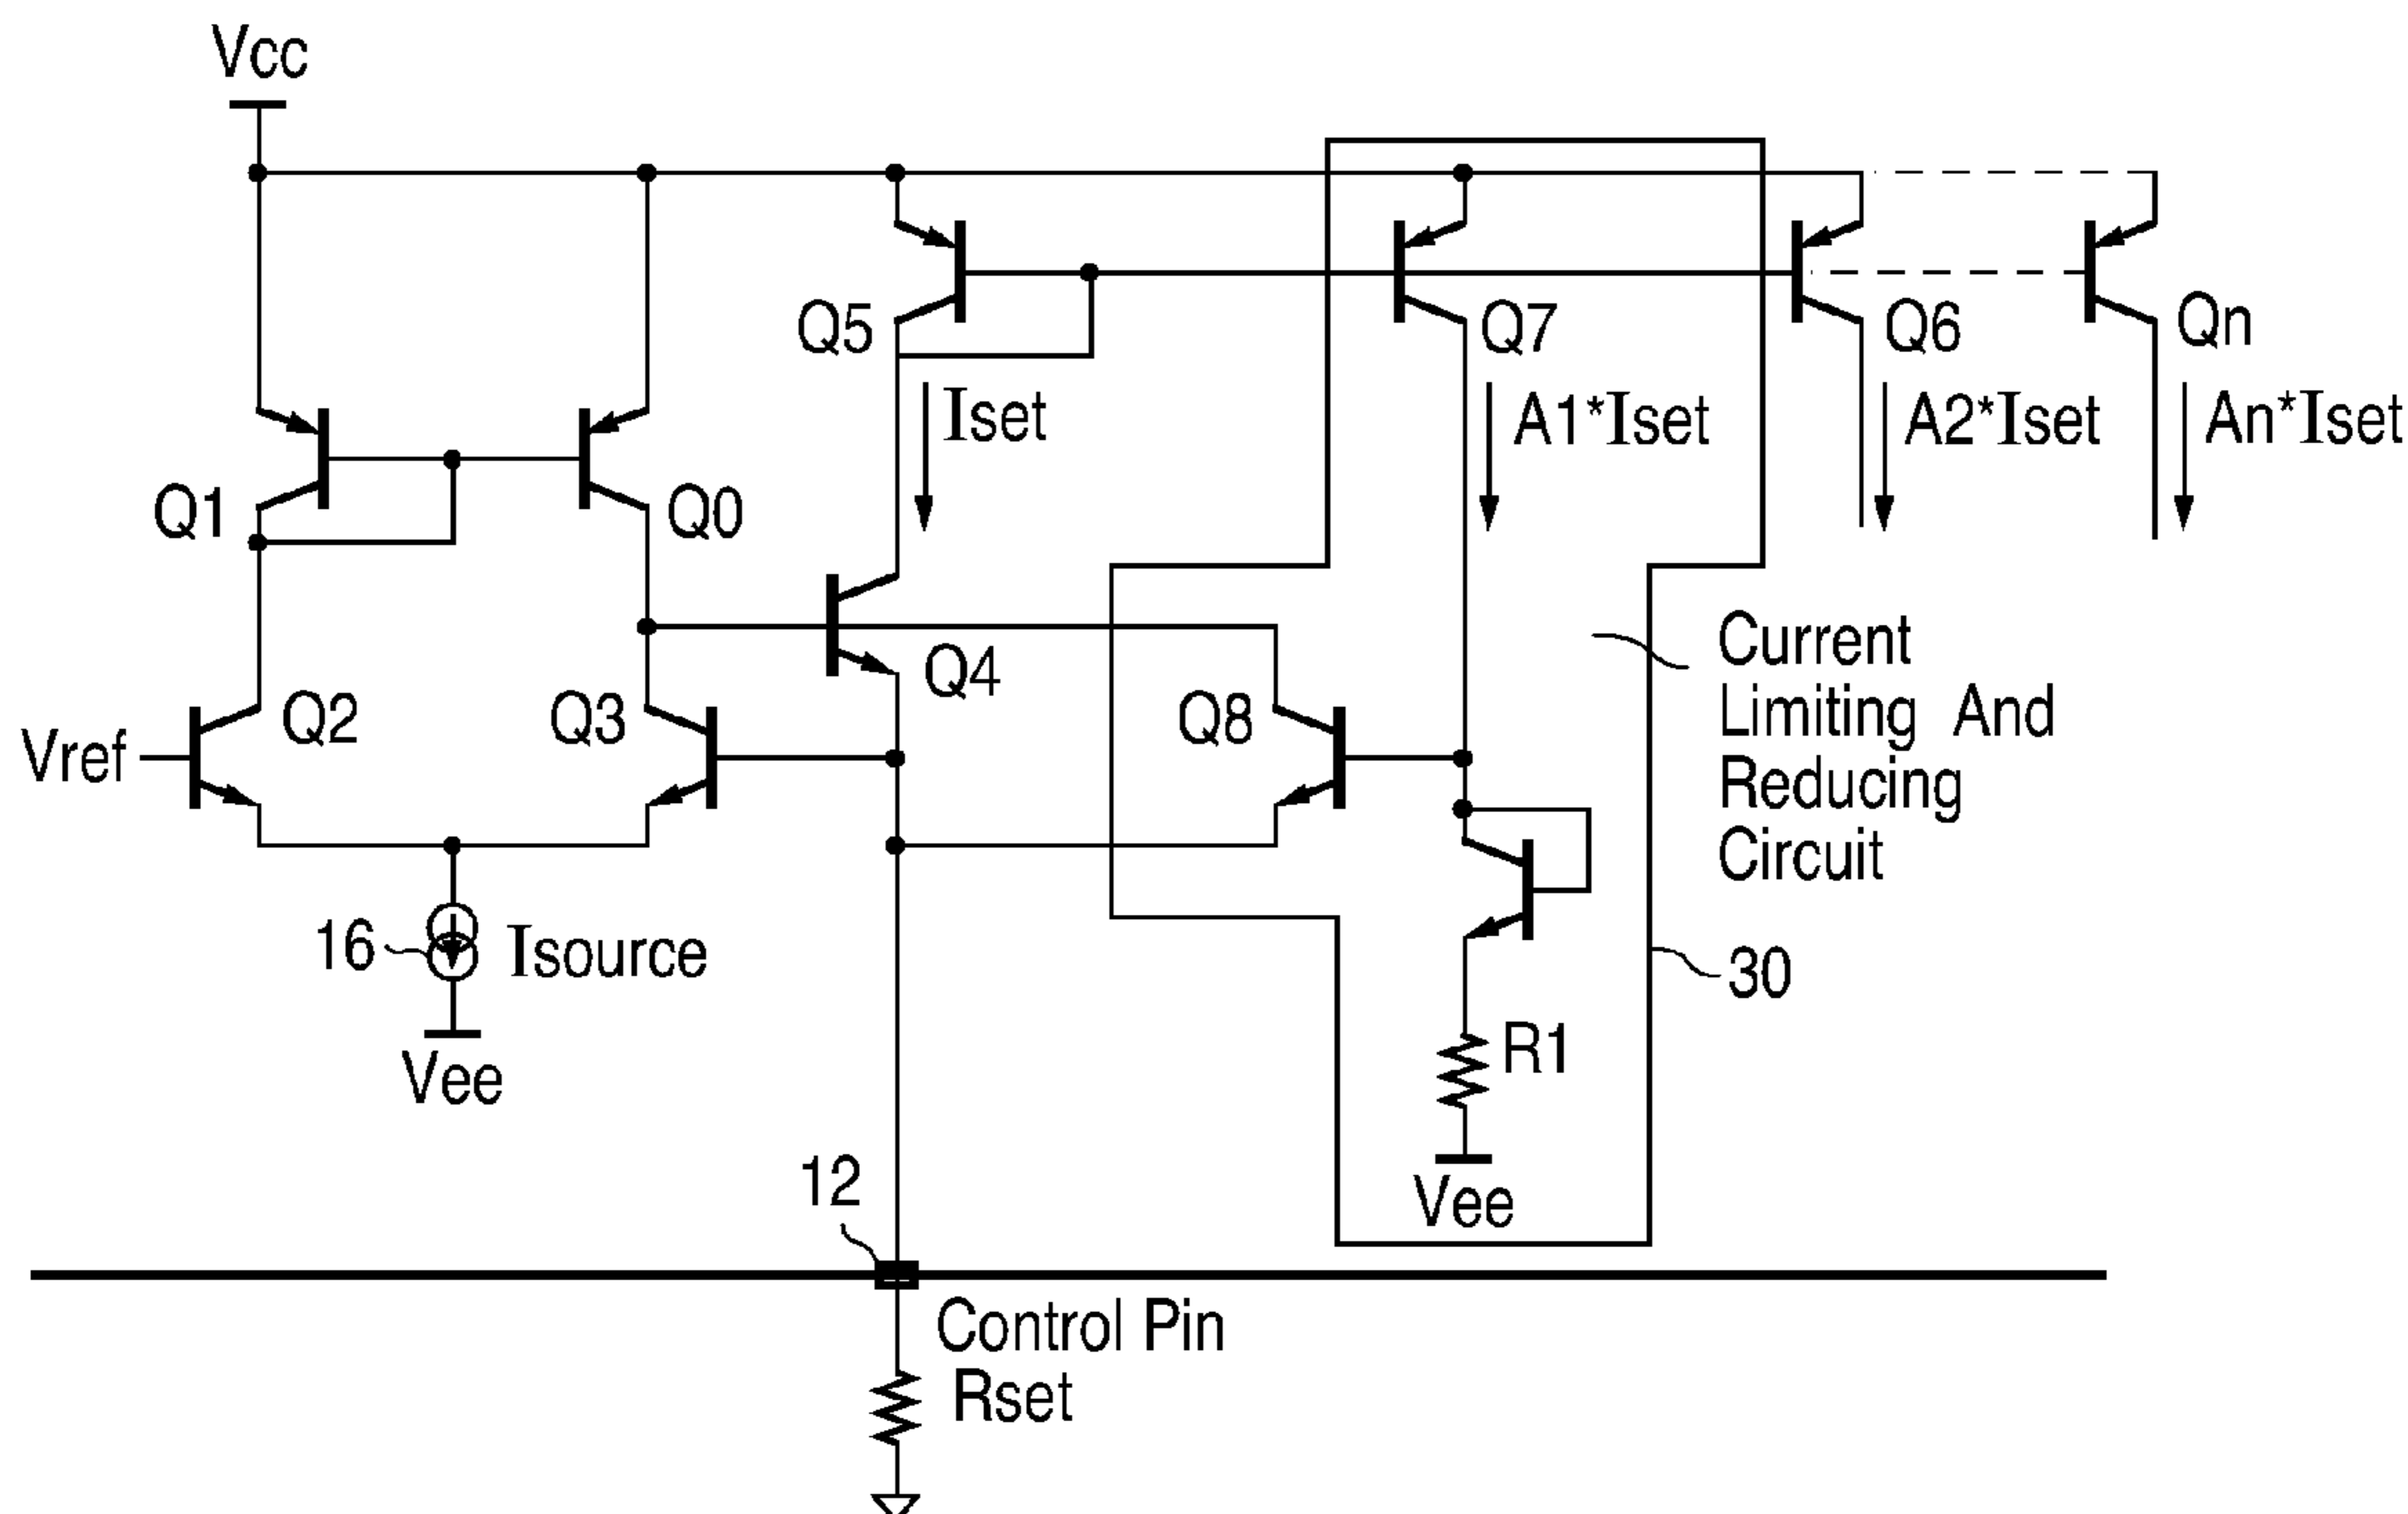 Vcc
Q5
Q7
Q6
Qn
Iset
A1*Iset
A2*Iset
An*Iset
Q1
Q0
Q4
Current
Limiting And
Reducing
Circuit
Vref
Q2
Q3
Q8
16
Isource
30
Vee
R1
12
Vee
Control Pin
Rset